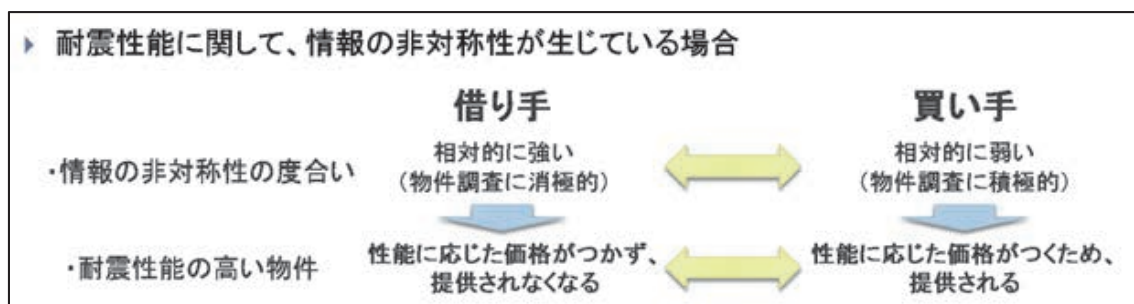 耐震性能に関して、情報の非対称性が生じている場合
借り手
買い手
・情報の非対称性の度合い
相対的に強い
(物件調査に消極的)
相対的に弱い
(物件調査に積極的)
・耐震性能の高い物件
性能に応じた価格がつかず、
提供されなくなる
性能に応じた価格がつくため、
提供される